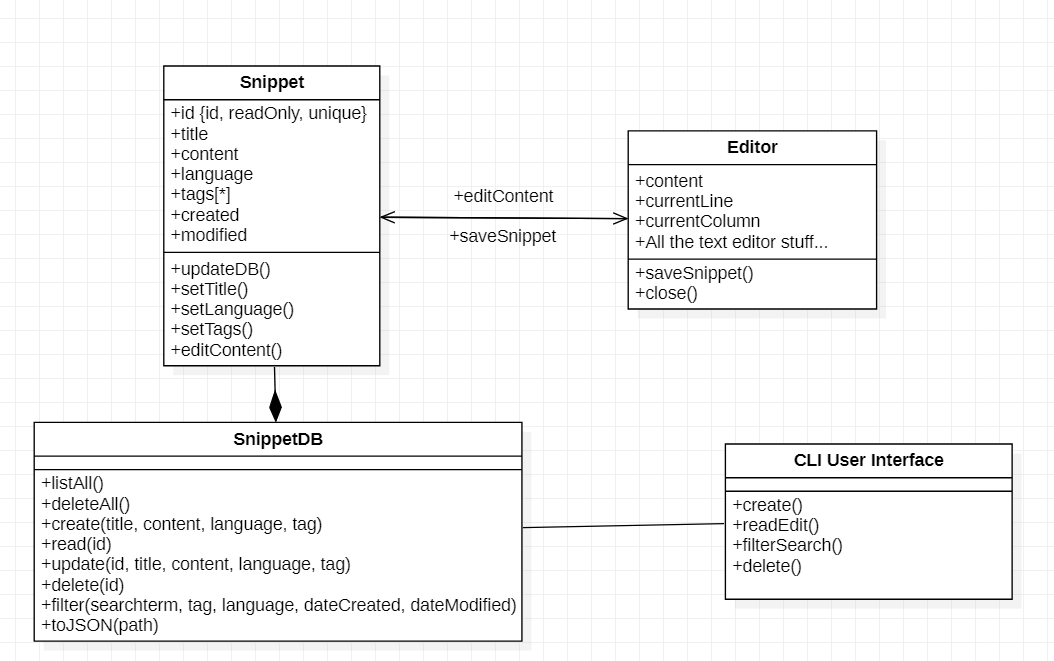 Snippet
+id {id, readOnly, unique}
+title
+content
+language
+tags[*]
+created
+modified
+updateDB()
+setTitle()
+setLanguage()
+setTags()
+editContent()
+editContent
+saveSnippet
Editor
+content
+currentLine
+currentColumn
+All the text editor stuff...
+saveSnippet()
+close()
SnippetDB
+listAll()
+deleteAll()
+create(title, content, language, tag)
+read(id)
+update(id, title, content, language, tag)
+delete(id)
+filter(searchterm, tag, language, dateCreated, dateModified)
+toJSON(path)
CLI User Interface
+create()
+readEdit()
+filterSearch()
+delete()